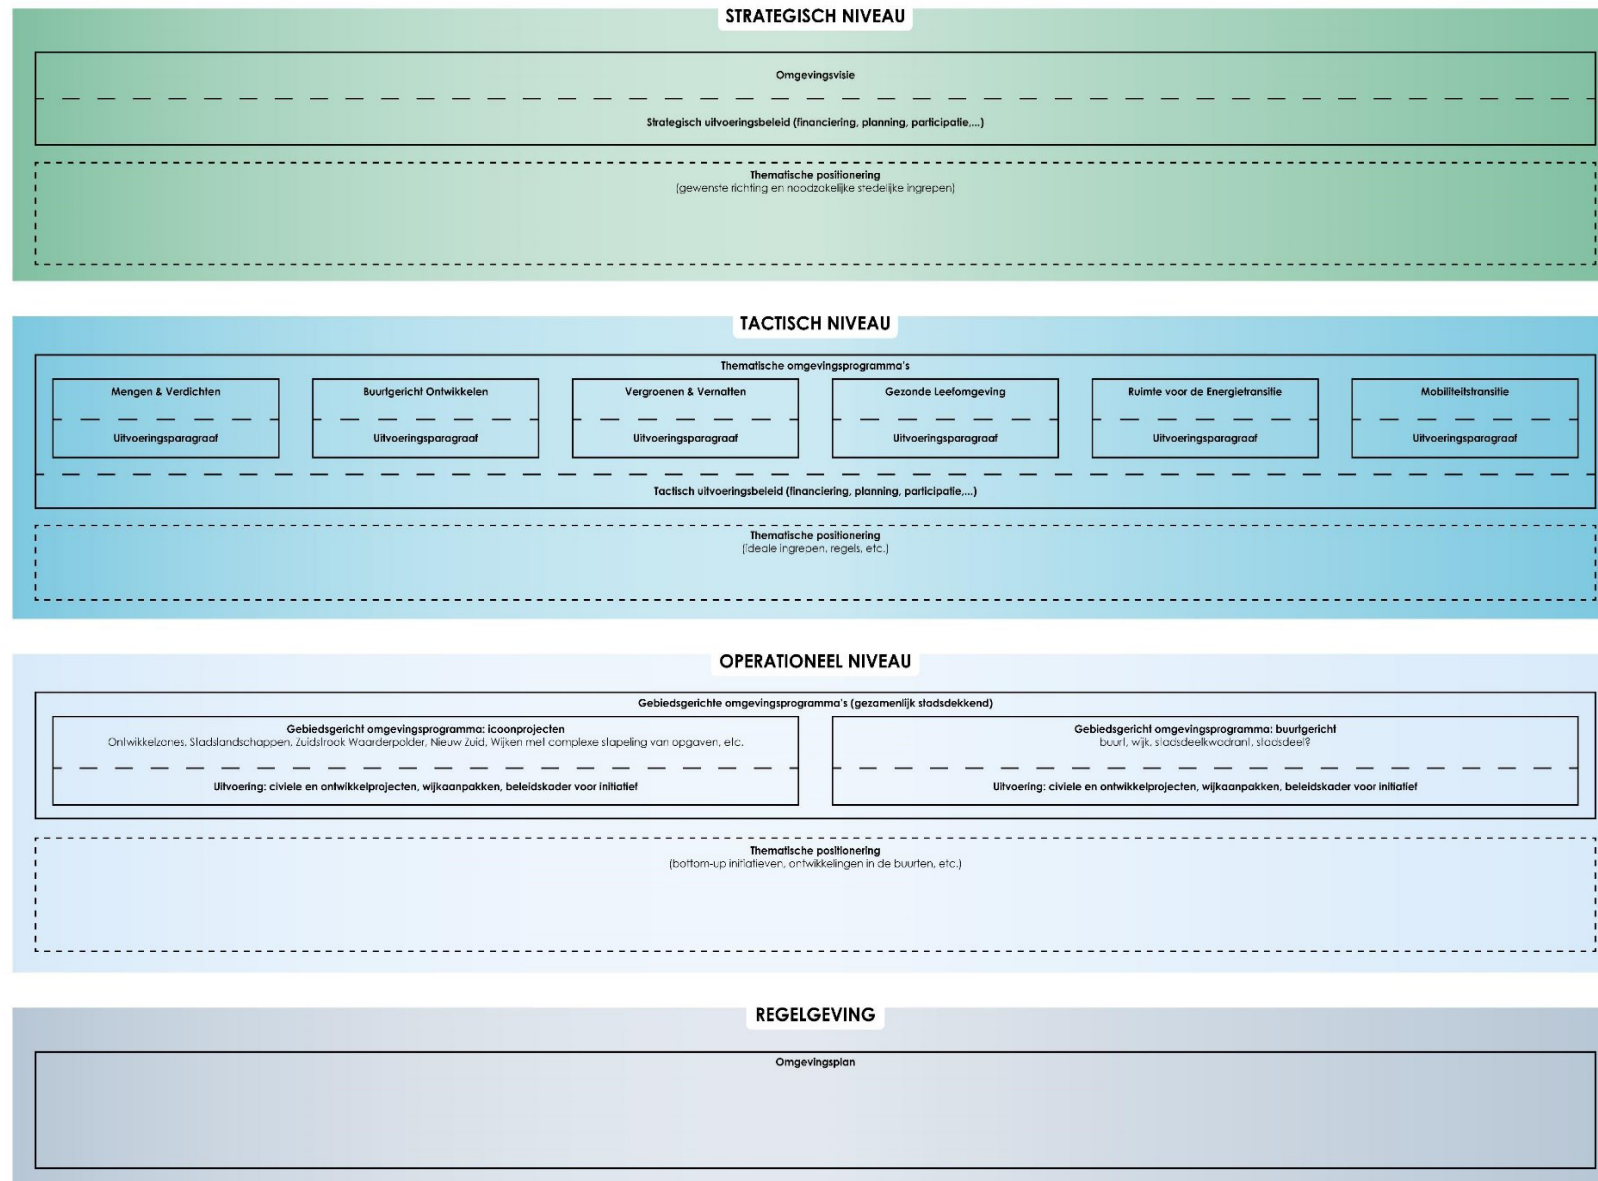 STRATEGISCH NIVEAU
Omgevingsvisie
Strategisch uitvoeringsbeleid (financiering, planning, participatie,...)
Thematische positionering
(gewenste richting en noodzakelijke stedelijke ingrepen)
TACTISCH NIVEAU
Thematische omgevingsprogramma's
Mengen & Verdichten
Uitvoeringsparagraaf
Buurtgericht Ontwikkelen
Uitvoeringsparagraaf
Vergroenen & Vernatten
Uitvoeringsparagraaf
Gezonde Leefomgeving
Uitvoeringsparagraaf
Ruimte voor de Energietransitie
Uitvoeringsparagraaf
Mobiliteitstransitie
Uitvoeringsparagraaf
Tactisch uitvoeringsbeleid (financiering, planning, participatie,...)
Thematische positionering
(ideale ingrepen, regels, etc.)
OPERATIONEEL NIVEAU
Gebiedsgerichte omgevingsprogramma's (gezamenlijk stadsdekkend)
Gebiedsgericht omgevingsprogramma: icoonprojecten
Ontwikkelzones, Stadslandschappen, Zuidstrook Waarderpolder, Nieuw Zuid, Wijken met complexe stapeling van opgaven, etc.
Uitvoering: civiele en ontwikkelprojecten, wijkaanpakken, beleidskader voor initiatief
Gebiedsgericht omgevingsprogramma: buurtgericht
buurt, wijk, stadsdeelkwadrant, stadsdeel?
Uitvoering: civiele en ontwikkelprojecten, wijkaanpakken, beleidskader voor initiatief
Thematische positionering
(bottom-up initiatieven, ontwikkelingen in de buurten, etc.)
REGELGEVING
Omgevingsplan